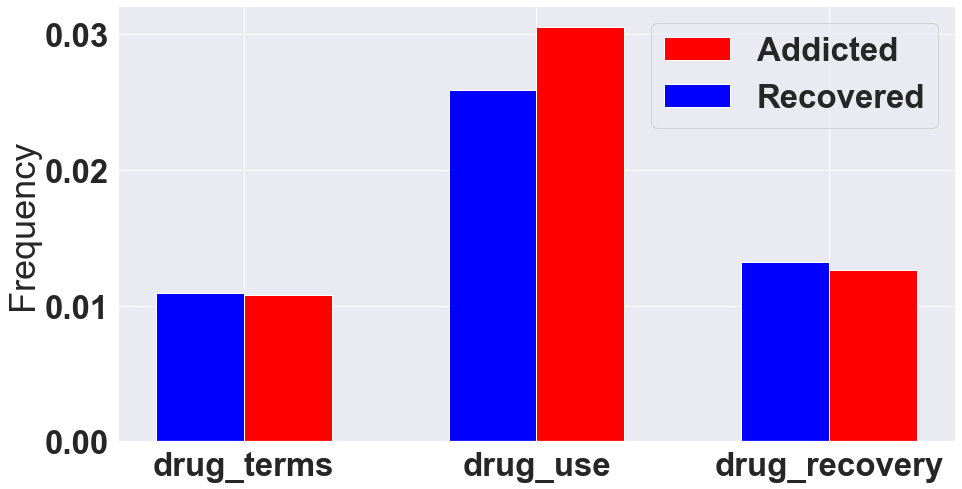 0.03
0.02
0.01
0.00
Frequency
Addicted
Recovered
drug_terms
drug_use
drug_recovery